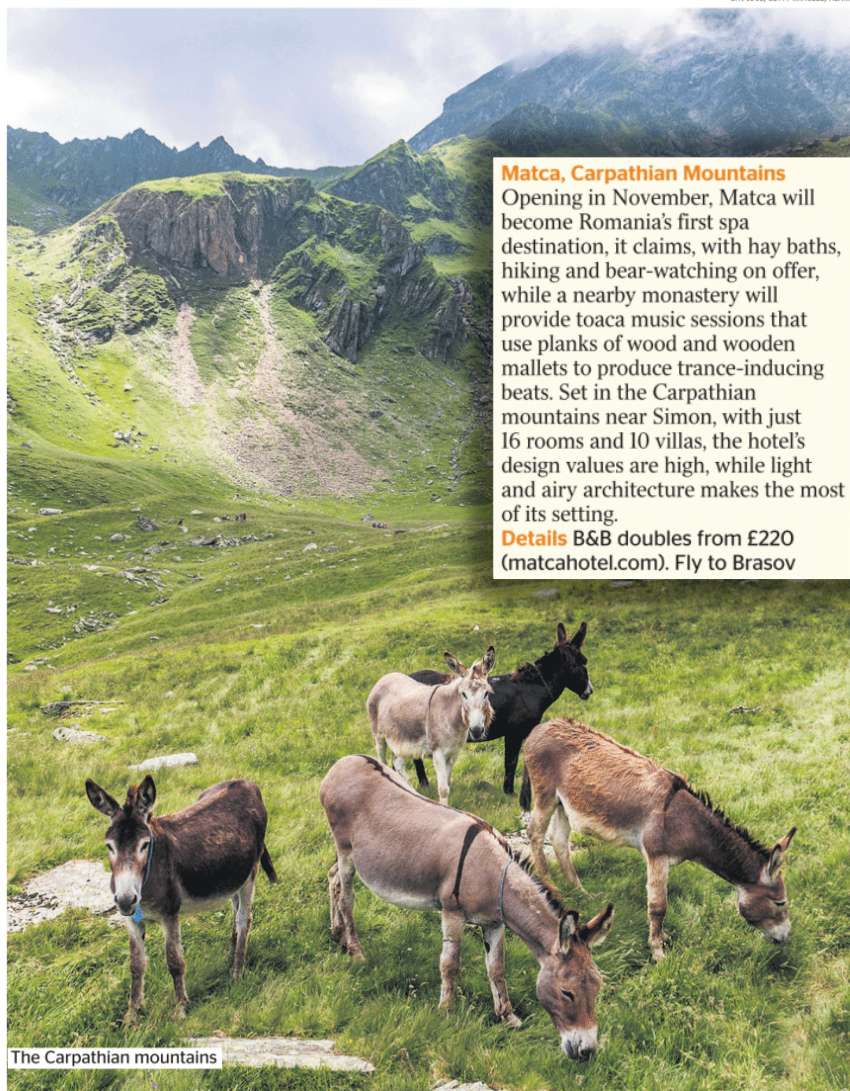 Matca, Carpathian Mountains
Opening in November, Matca will
become Romania's first spa
destination, it claims, with hay baths,
hiking and bear-watching on offer,
while a nearby monastery will
provide toaca music sessions that
use planks of wood and wooden
mallets to produce trance-inducing
beats. Set in the Carpathian
mountains near Simon, with just
16 rooms and 10 villas, the hotel's
design values are high, while light
and airy architecture makes the most
of its setting.
Details B&B doubles from £220
(matcahotel.com). Fly to Brasov
The Carpathian mountains